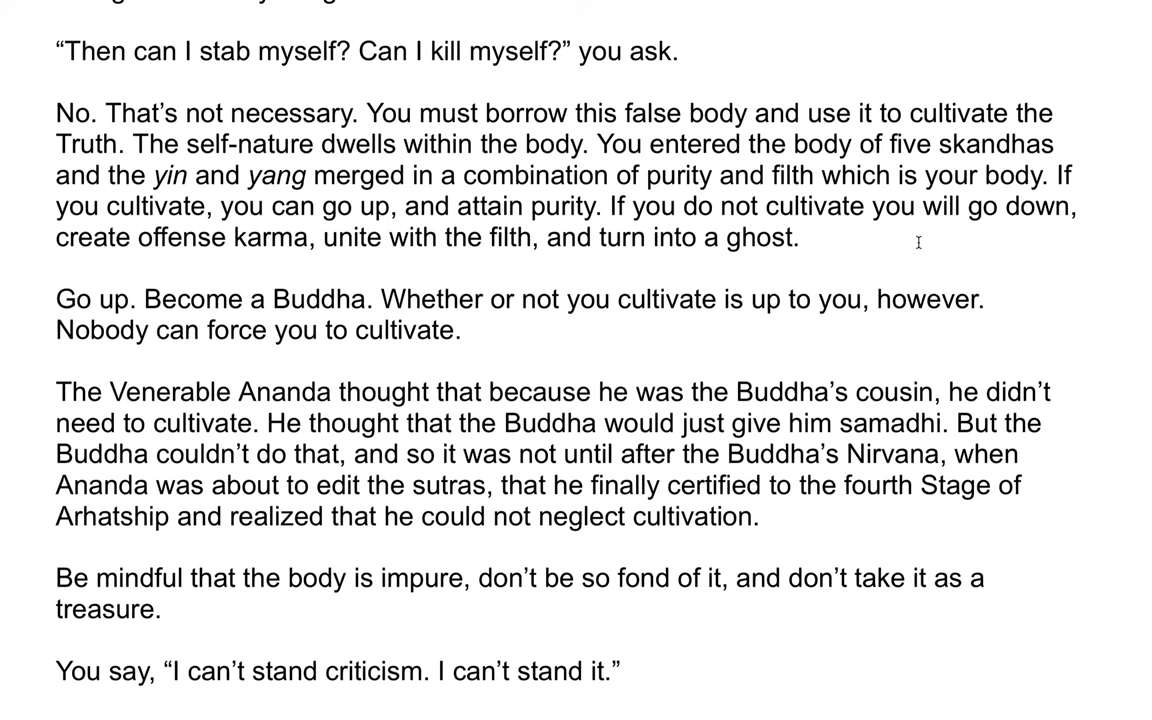 “Then can I stab myself? Can I kill myself?” you ask.
No. That’s not necessary. You must borrow this false body and use it to cultivate the
Truth. The self-nature dwells within the body. You entered the body of five skandhas
and the yin and yang merged in a combination of purity and filth which is your body. If
you cultivate, you can go up, and attain purity. If you do not cultivate you will go down,
create offense karma, unite with the filth, and turn into a ghost.
Go up. Become a Buddha. Whether or not you cultivate is up to you, however.
Nobody can force you to cultivate.
The Venerable Ananda thought that because he was the Buddha’s cousin, he didn’t
need to cultivate. He thought that the Buddha would just give him samadhi. But the
Buddha couldn’t do that, and so it was not until after the Buddha’s Nirvana, when
Ananda was about to edit the sutras, that he finally certified to the fourth Stage of
Arhatship and realized that he could not neglect cultivation.
Be mindful that the body is impure, don’t be so fond of it, and don’t take it as a
treasure.
You say, “I can’t stand criticism. I can’t stand it.”